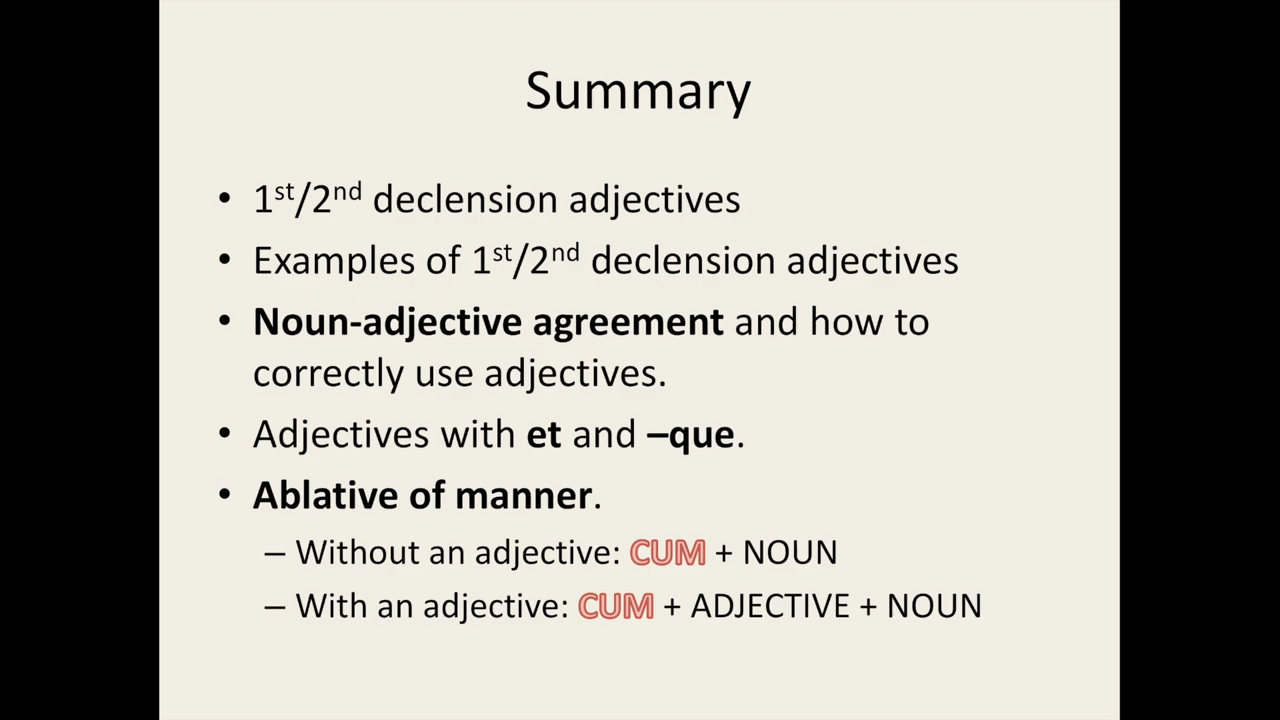 Summary
• 1st/2nd declension adjectives
• Examples of 1st/2nd declension adjectives
• Noun-adjective agreement and how to
correctly use adjectives.
• Adjectives with et and –que.
• Ablative of manner.
– Without an adjective: CUM + NOUN
– With an adjective: CUM + ADJECTIVE + NOUN